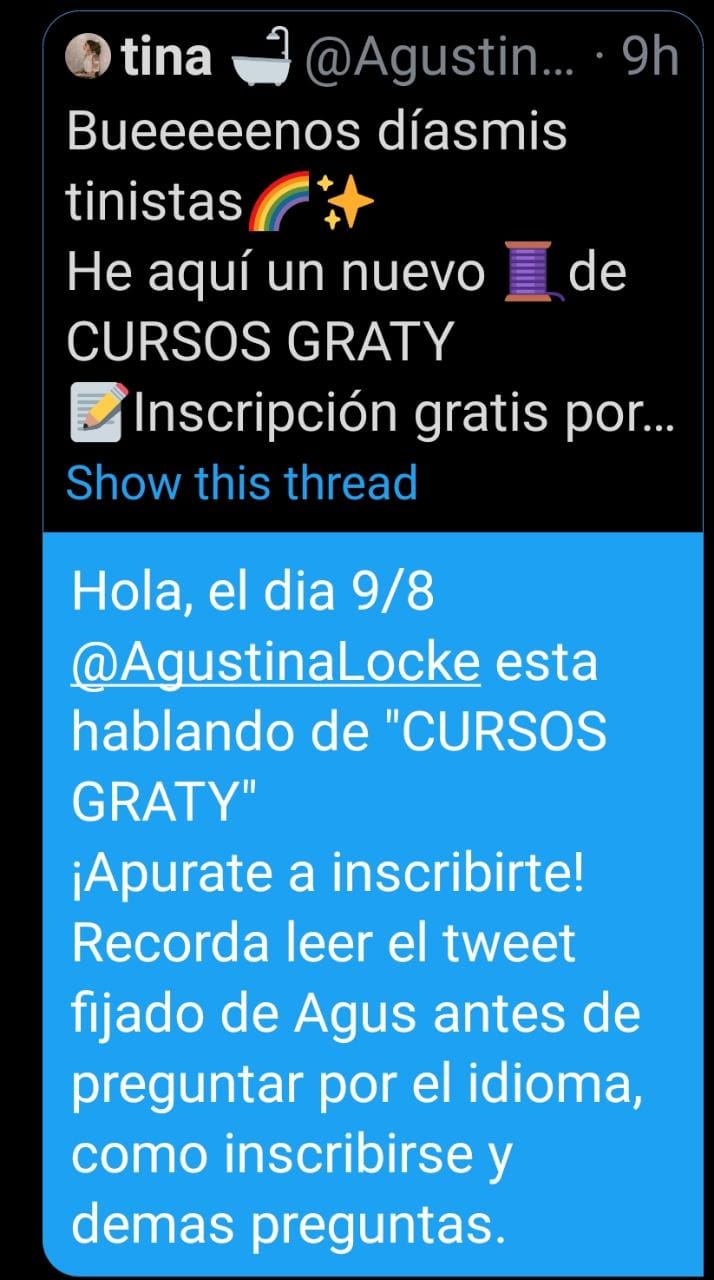 tina 🛁 @Agustin... · 9h
Bueeeeenos díasmis
tinistas🌈✨
He aquí un nuevo 🧵de
CURSOS GRATY
📝Inscripción gratis por...
Show this thread
Hola, el dia 9/8
@AgustinaLocke esta
hablando de "CURSOS
GRATY"
¡Apurate a inscribirte!
Recorda leer el tweet
fijado de Agus antes de
preguntar por el idioma,
como inscribirse y
demas preguntas.